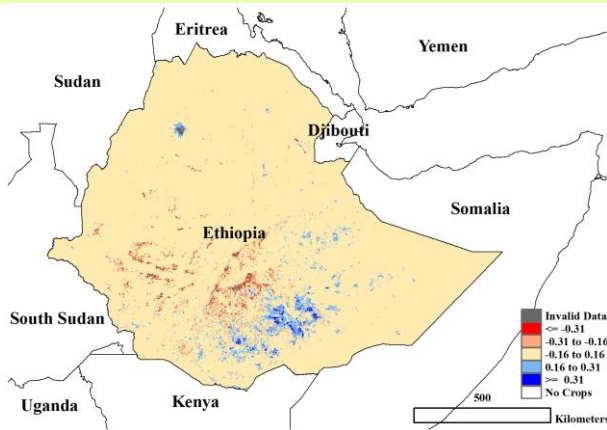 Eritrea
Yemen
Sudan
Djibouti
Somalia
Ethiopia
South Sudan
Uganda
Kenya
Invalid Data
<= -0.31
-0.31 to -0.16
-0.16 to 0.16
0.16 to 0.31
>= 0.31
No Crops
500
Kilometers